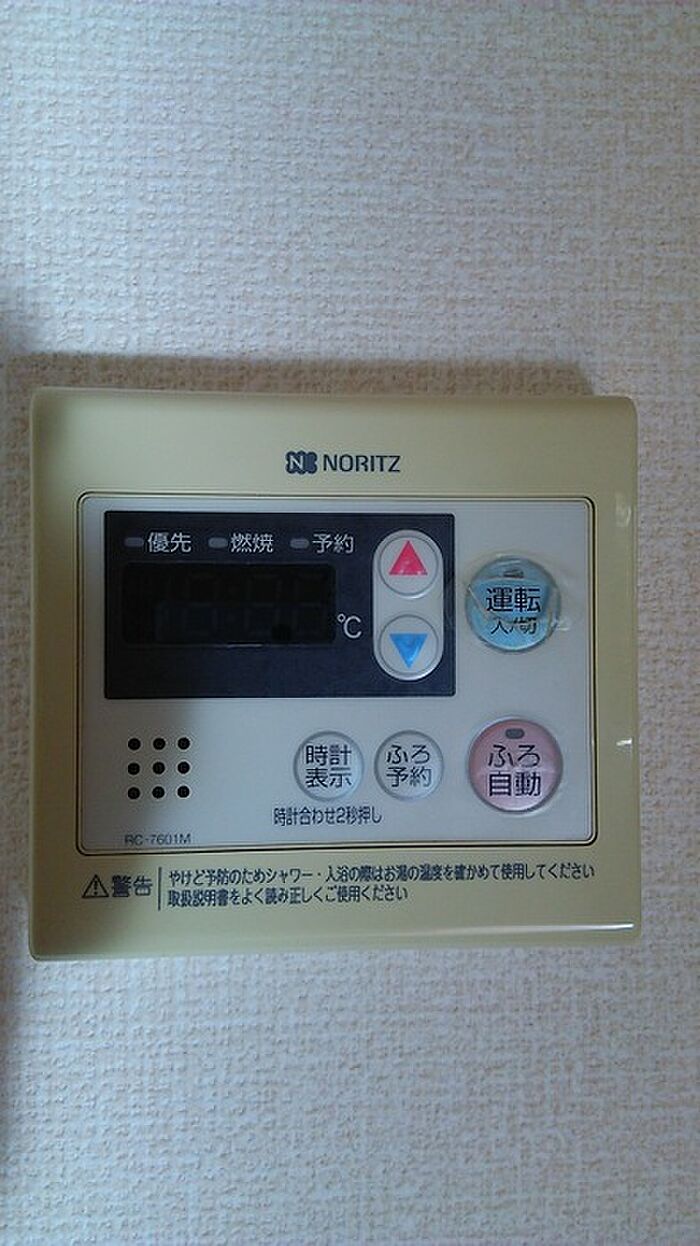 NORITZ
優先 燃焼 予約
℃
運転
入/切
時計
表示
ふろ
予約
ふろ
自動
時計合わせ2秒押し
RC-7601M
警告
やけど予防のためシャワー・入浴の際はお湯の温度を確かめて使用してください
取扱説明書をよく読み正しくご使用ください